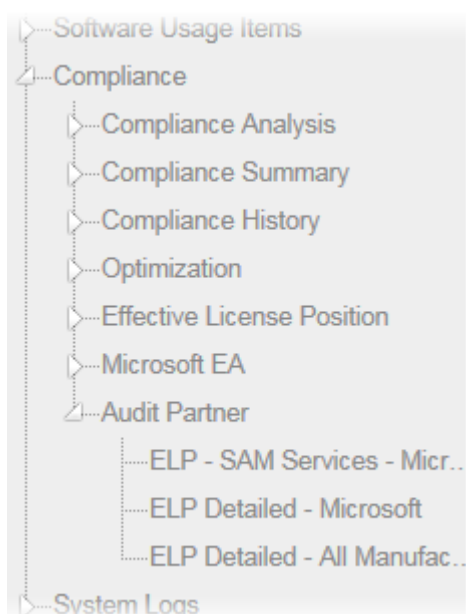 Software Usage Items
Compliance
Compliance Analysis
Compliance Summary
Compliance History
Optimization
Effective License Position
Microsoft EA
Audit Partner
ELP - SAM Services - Micr..
ELP Detailed - Microsoft
ELP Detailed - All Manufac..
System Logs